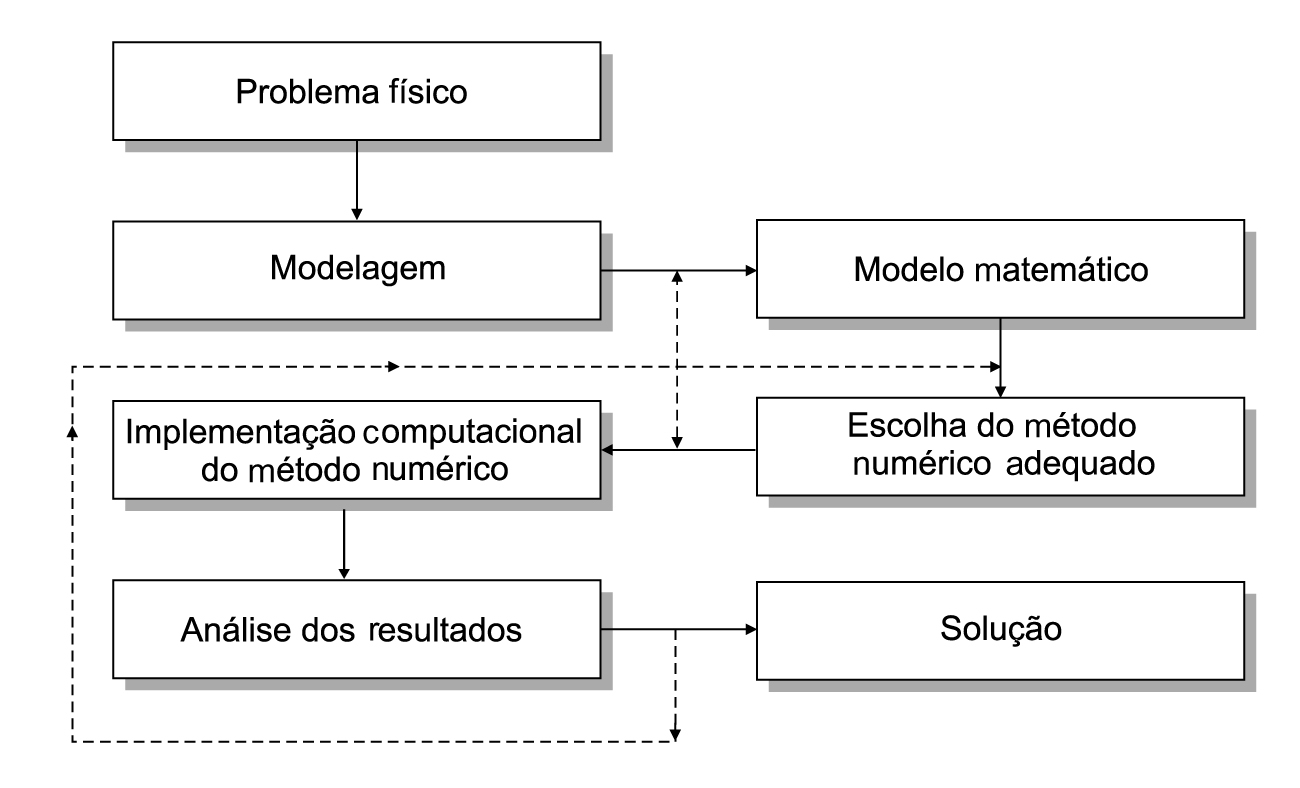 Problema físico
Modelagem
Modelo matemático
Implementação computacional
do método numérico
Escolha do método
numérico adequado
Análise dos resultados
Solução